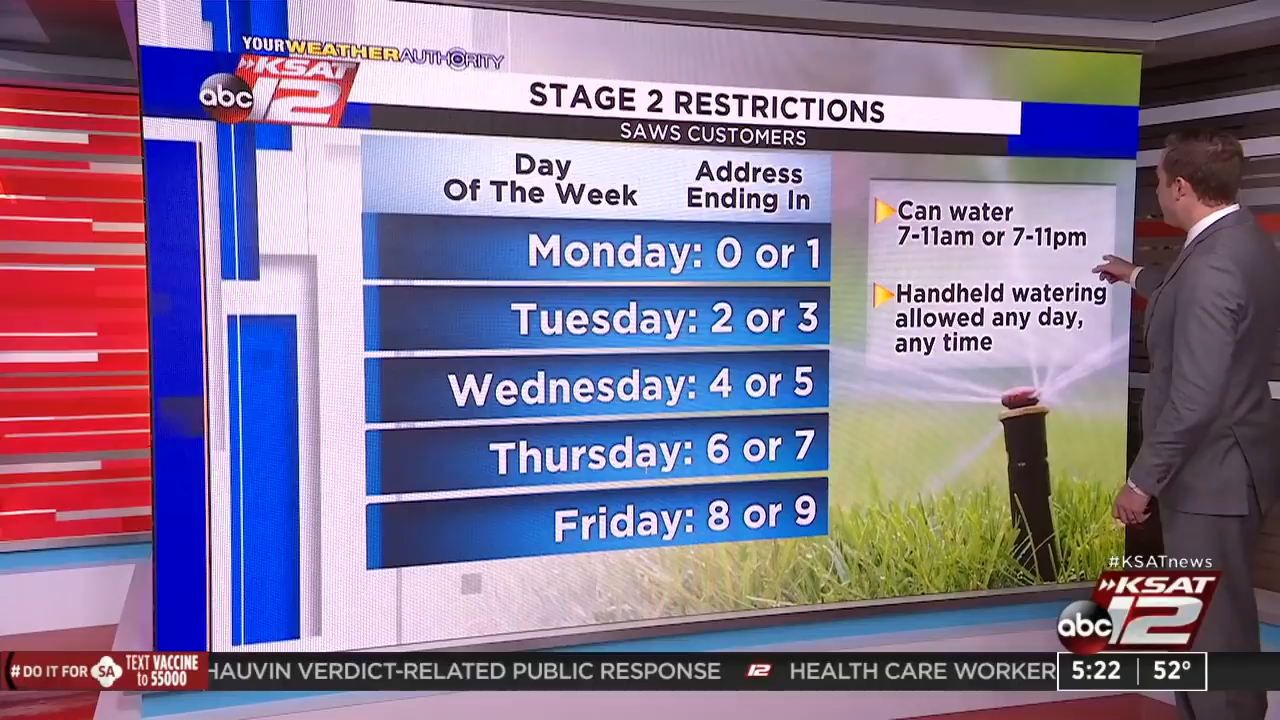 YOUR WEATHER AUTHORITY
abc »KSAT 12
STAGE 2 RESTRICTIONS
SAWS CUSTOMERS
Day Of The Week
Address Ending In
Monday: 0 or 1
Tuesday: 2 or 3
Wednesday: 4 or 5
Thursday: 6 or 7
Friday: 8 or 9
Can water
7-11am or 7-11pm
Handheld watering
allowed any day,
any time
#KSATnews
abc »KSAT 12
#DO IT FOR SA
TEXT VACCINE
to 55000
HAUVIN VERDICT-RELATED PUBLIC RESPONSE 12 HEALTH CARE WORKER
5:22 52°